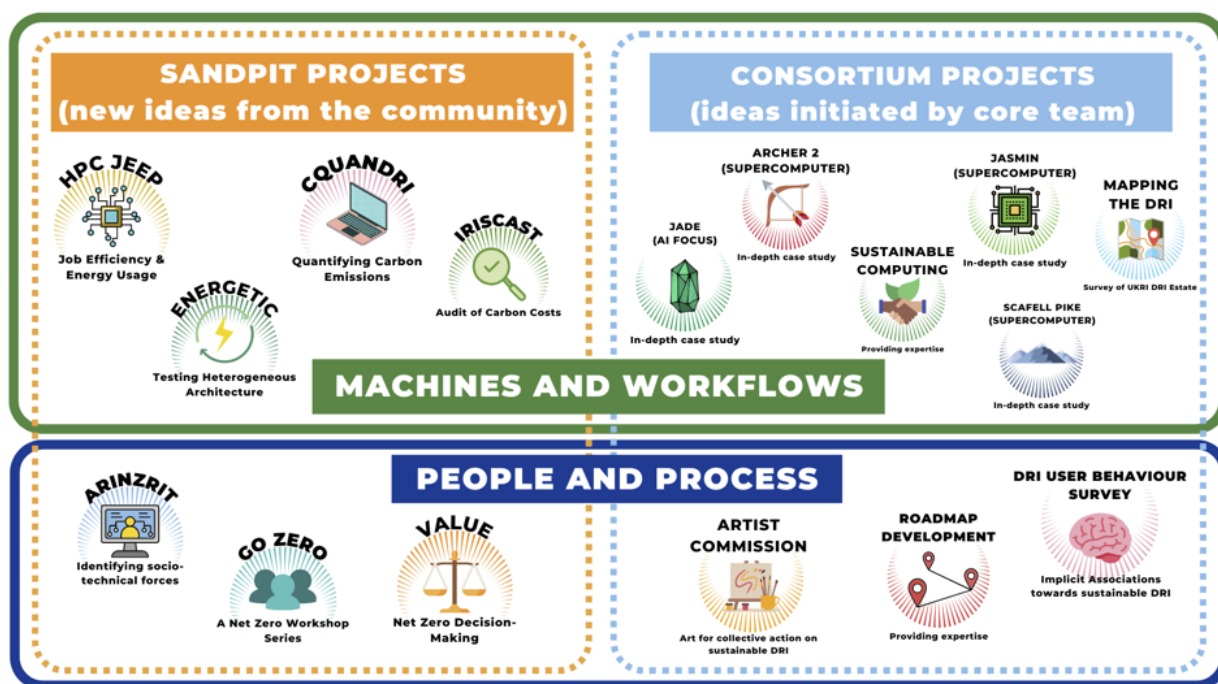 SANDPIT PROJECTS
(new ideas from the community)
CONSORTIUM PROJECTS
(ideas initiated by core team)
HPC JEEP
Job Efficiency &
Energy Usage
CQUANDRI
Quantifying Carbon
Emissions
IRISCAST
Audit of Carbon Costs
ENERGETIC
Testing Heterogeneous
Architecture
ARCHER 2
(SUPERCOMPUTER)
In-depth case study
JASMIN
(SUPERCOMPUTER)
In-depth case study
MAPPING
THE DRI
Survey of UKRI DRI Estate
JADE
(AI FOCUS)
In-depth case study
SUSTAINABLE
COMPUTING
Providing expertise
SCAFELL PIKE
(SUPERCOMPUTER)
In-depth case study
MACHINES AND WORKFLOWS
PEOPLE AND PROCESS
ARINZRIT
Identifying socio-
technical forces
GO ZERO
A Net Zero Workshop
Series
VALUE
Net Zero Decision-
Making
ARTIST
COMMISSION
Art for collective action on
sustainable DRI
ROADMAP
DEVELOPMENT
Providing expertise
DRI USER BEHAVIOUR
SURVEY
Implicit Associations
towards sustainable DRI